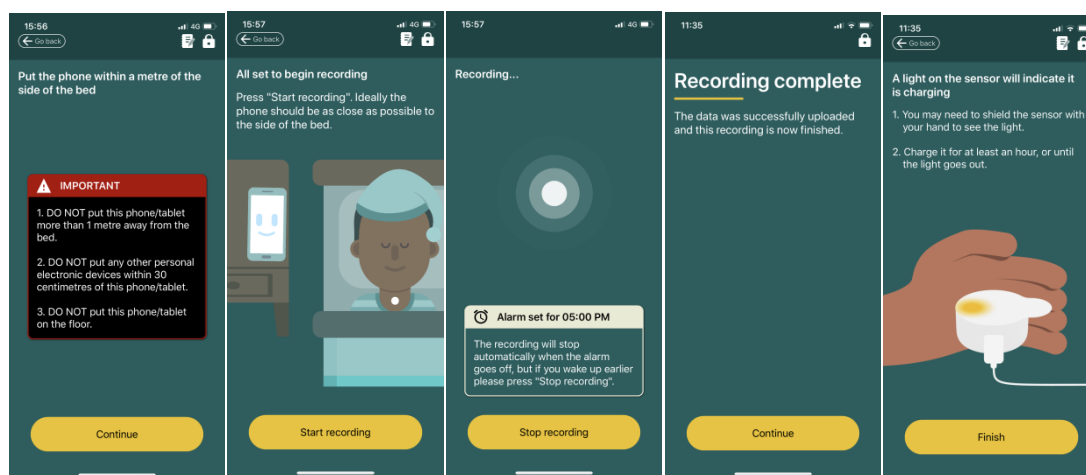 15:56
4G
Go back
Put the phone within a metre of the
side of the bed
IMPORTANT
1. DO NOT put this phone/tablet
more than 1 metre away from the
bed.
2. DO NOT put any other personal
electronic devices within 30
centimetres of this phone/tablet.
3. DO NOT put this phone/tablet
on the floor.
Continue
15:57
4G
Go back
All set to begin recording
Press "Start recording". Ideally the
phone should be as close as possible to
the side of the bed.
Start recording
15:57
4G
Recording...
Alarm set for 05:00 PM
The recording will stop
automatically when the alarm
goes off, but if you wake up earlier
please press "Stop recording".
Stop recording
11:35
Recording complete
The data was successfully uploaded
and this recording is now finished.
Continue
11:35
Go back
A light on the sensor will indicate it
is charging
1. You may need to shield the sensor with
your hand to see the light.
2. Charge it for at least an hour, or until
the light goes out.
Finish